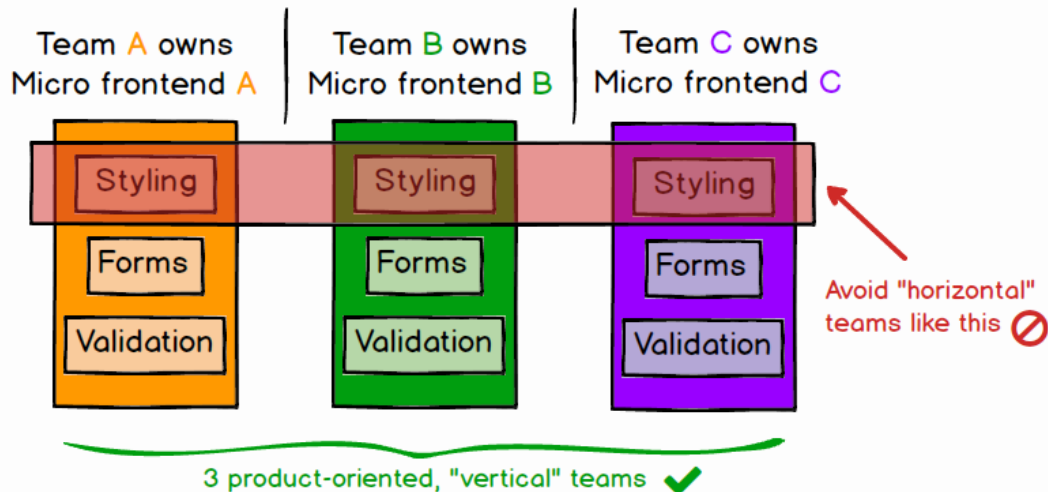 Team A owns
Micro frontend A
Team B owns
Micro frontend B
Team C owns
Micro frontend C
Styling
Styling
Styling
Forms
Forms
Forms
Validation
Validation
Validation
Avoid "horizontal"
teams like this
3 product-oriented, "vertical" teams